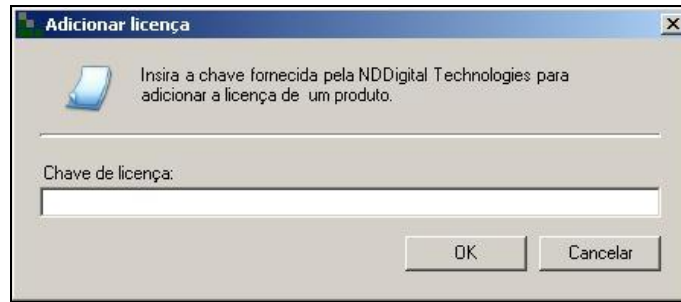 Adicionar licença
Insira a chave fornecida pela NDDigital Technologies para
adicionar a licença de um produto.
Chave de licença:
OK Cancelar